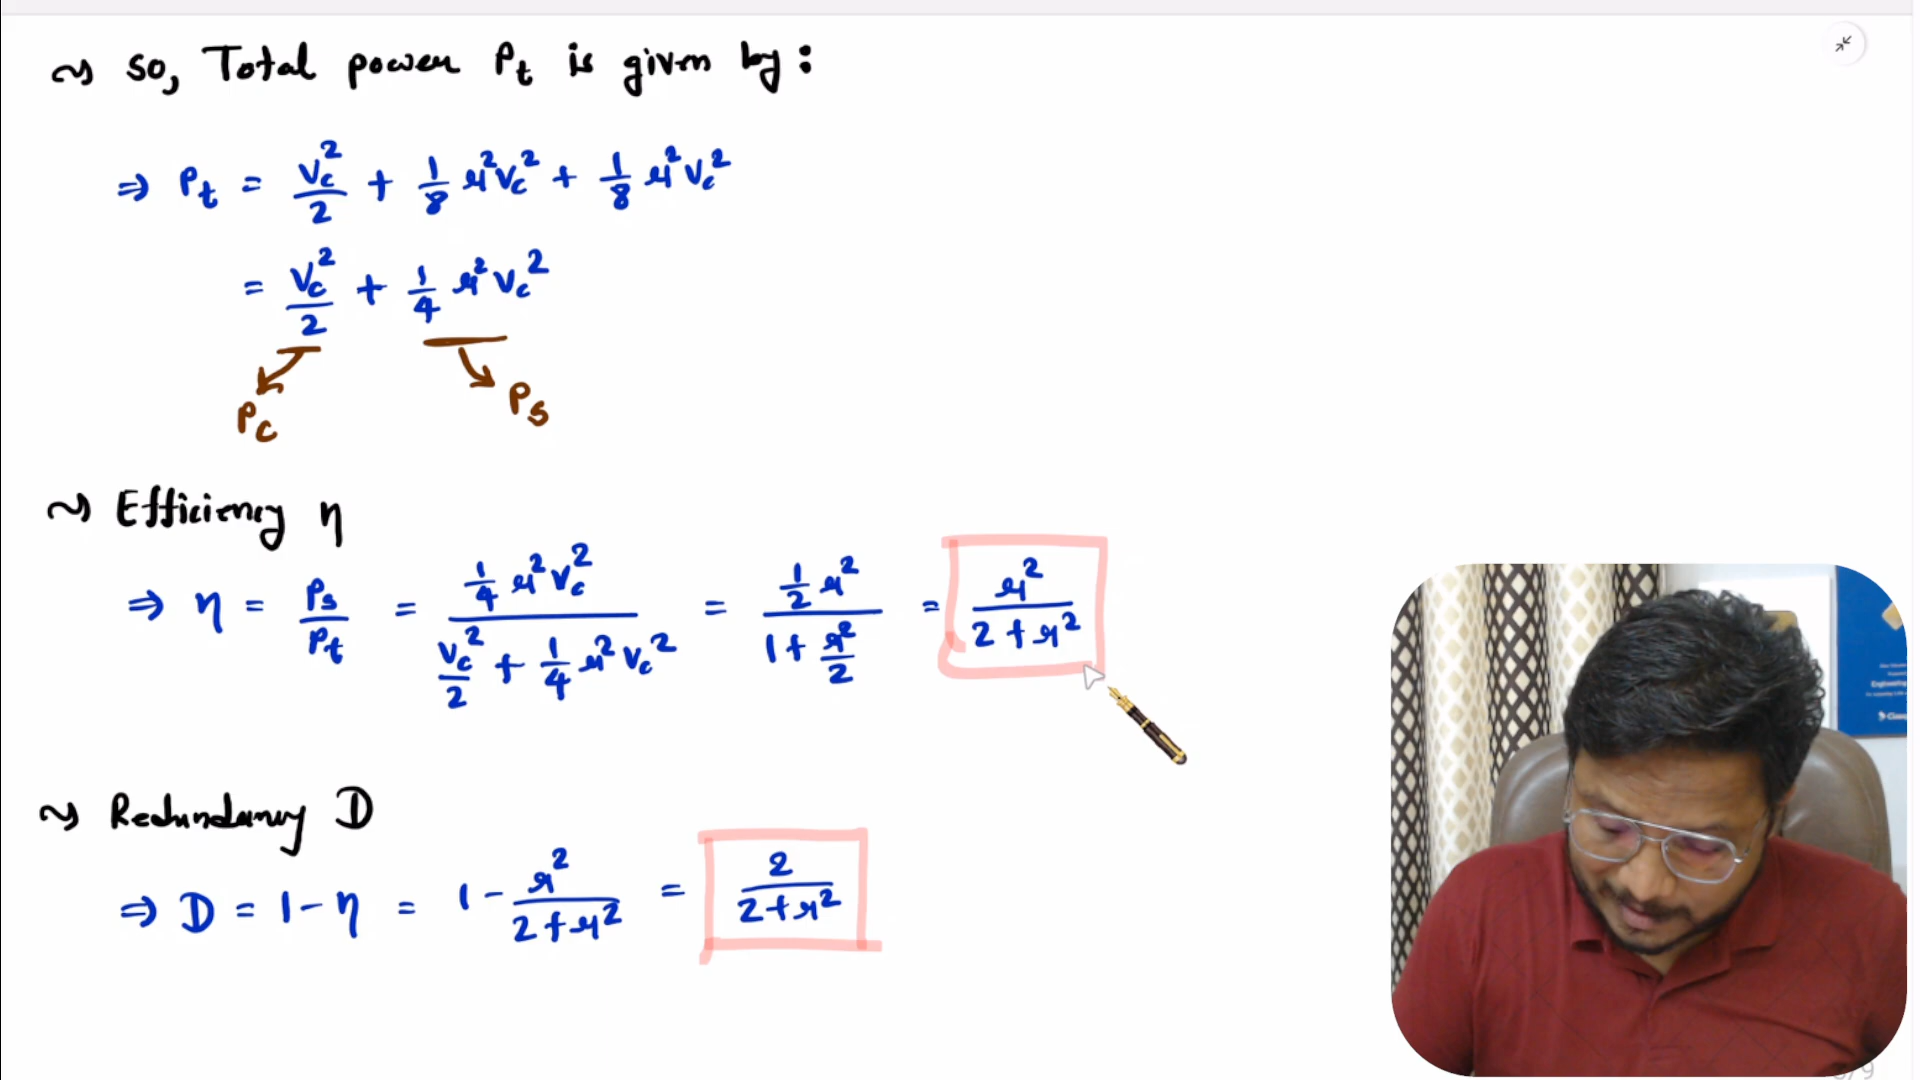 ~ So, Total power Pt is given by:
⇒ Pt = Vc²/2 + 1/8 μ²Vc² + 1/8 μ²Vc²
= Vc²/2 + 1/4 μ²Vc²
Pc Ps
~ Efficiency η
⇒ η = Ps/Pt = (1/4 μ²Vc²)/(Vc²/2 + 1/4 μ²Vc²) = (1/2 μ²)/(1 + μ²/2) = μ²/(2 + μ²)
~ Redundancy D
⇒ D = 1 - η = 1 - μ²/(2 + μ²) = 2/(2 + μ²)
Engineering